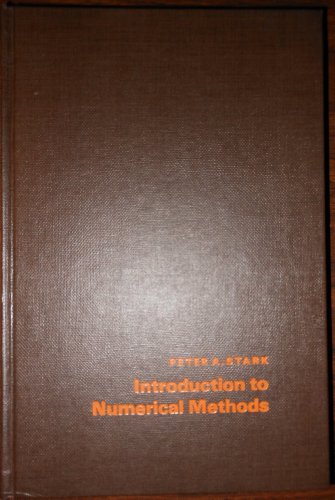 PETER A. STARK
Introduction to
Numerical Methods